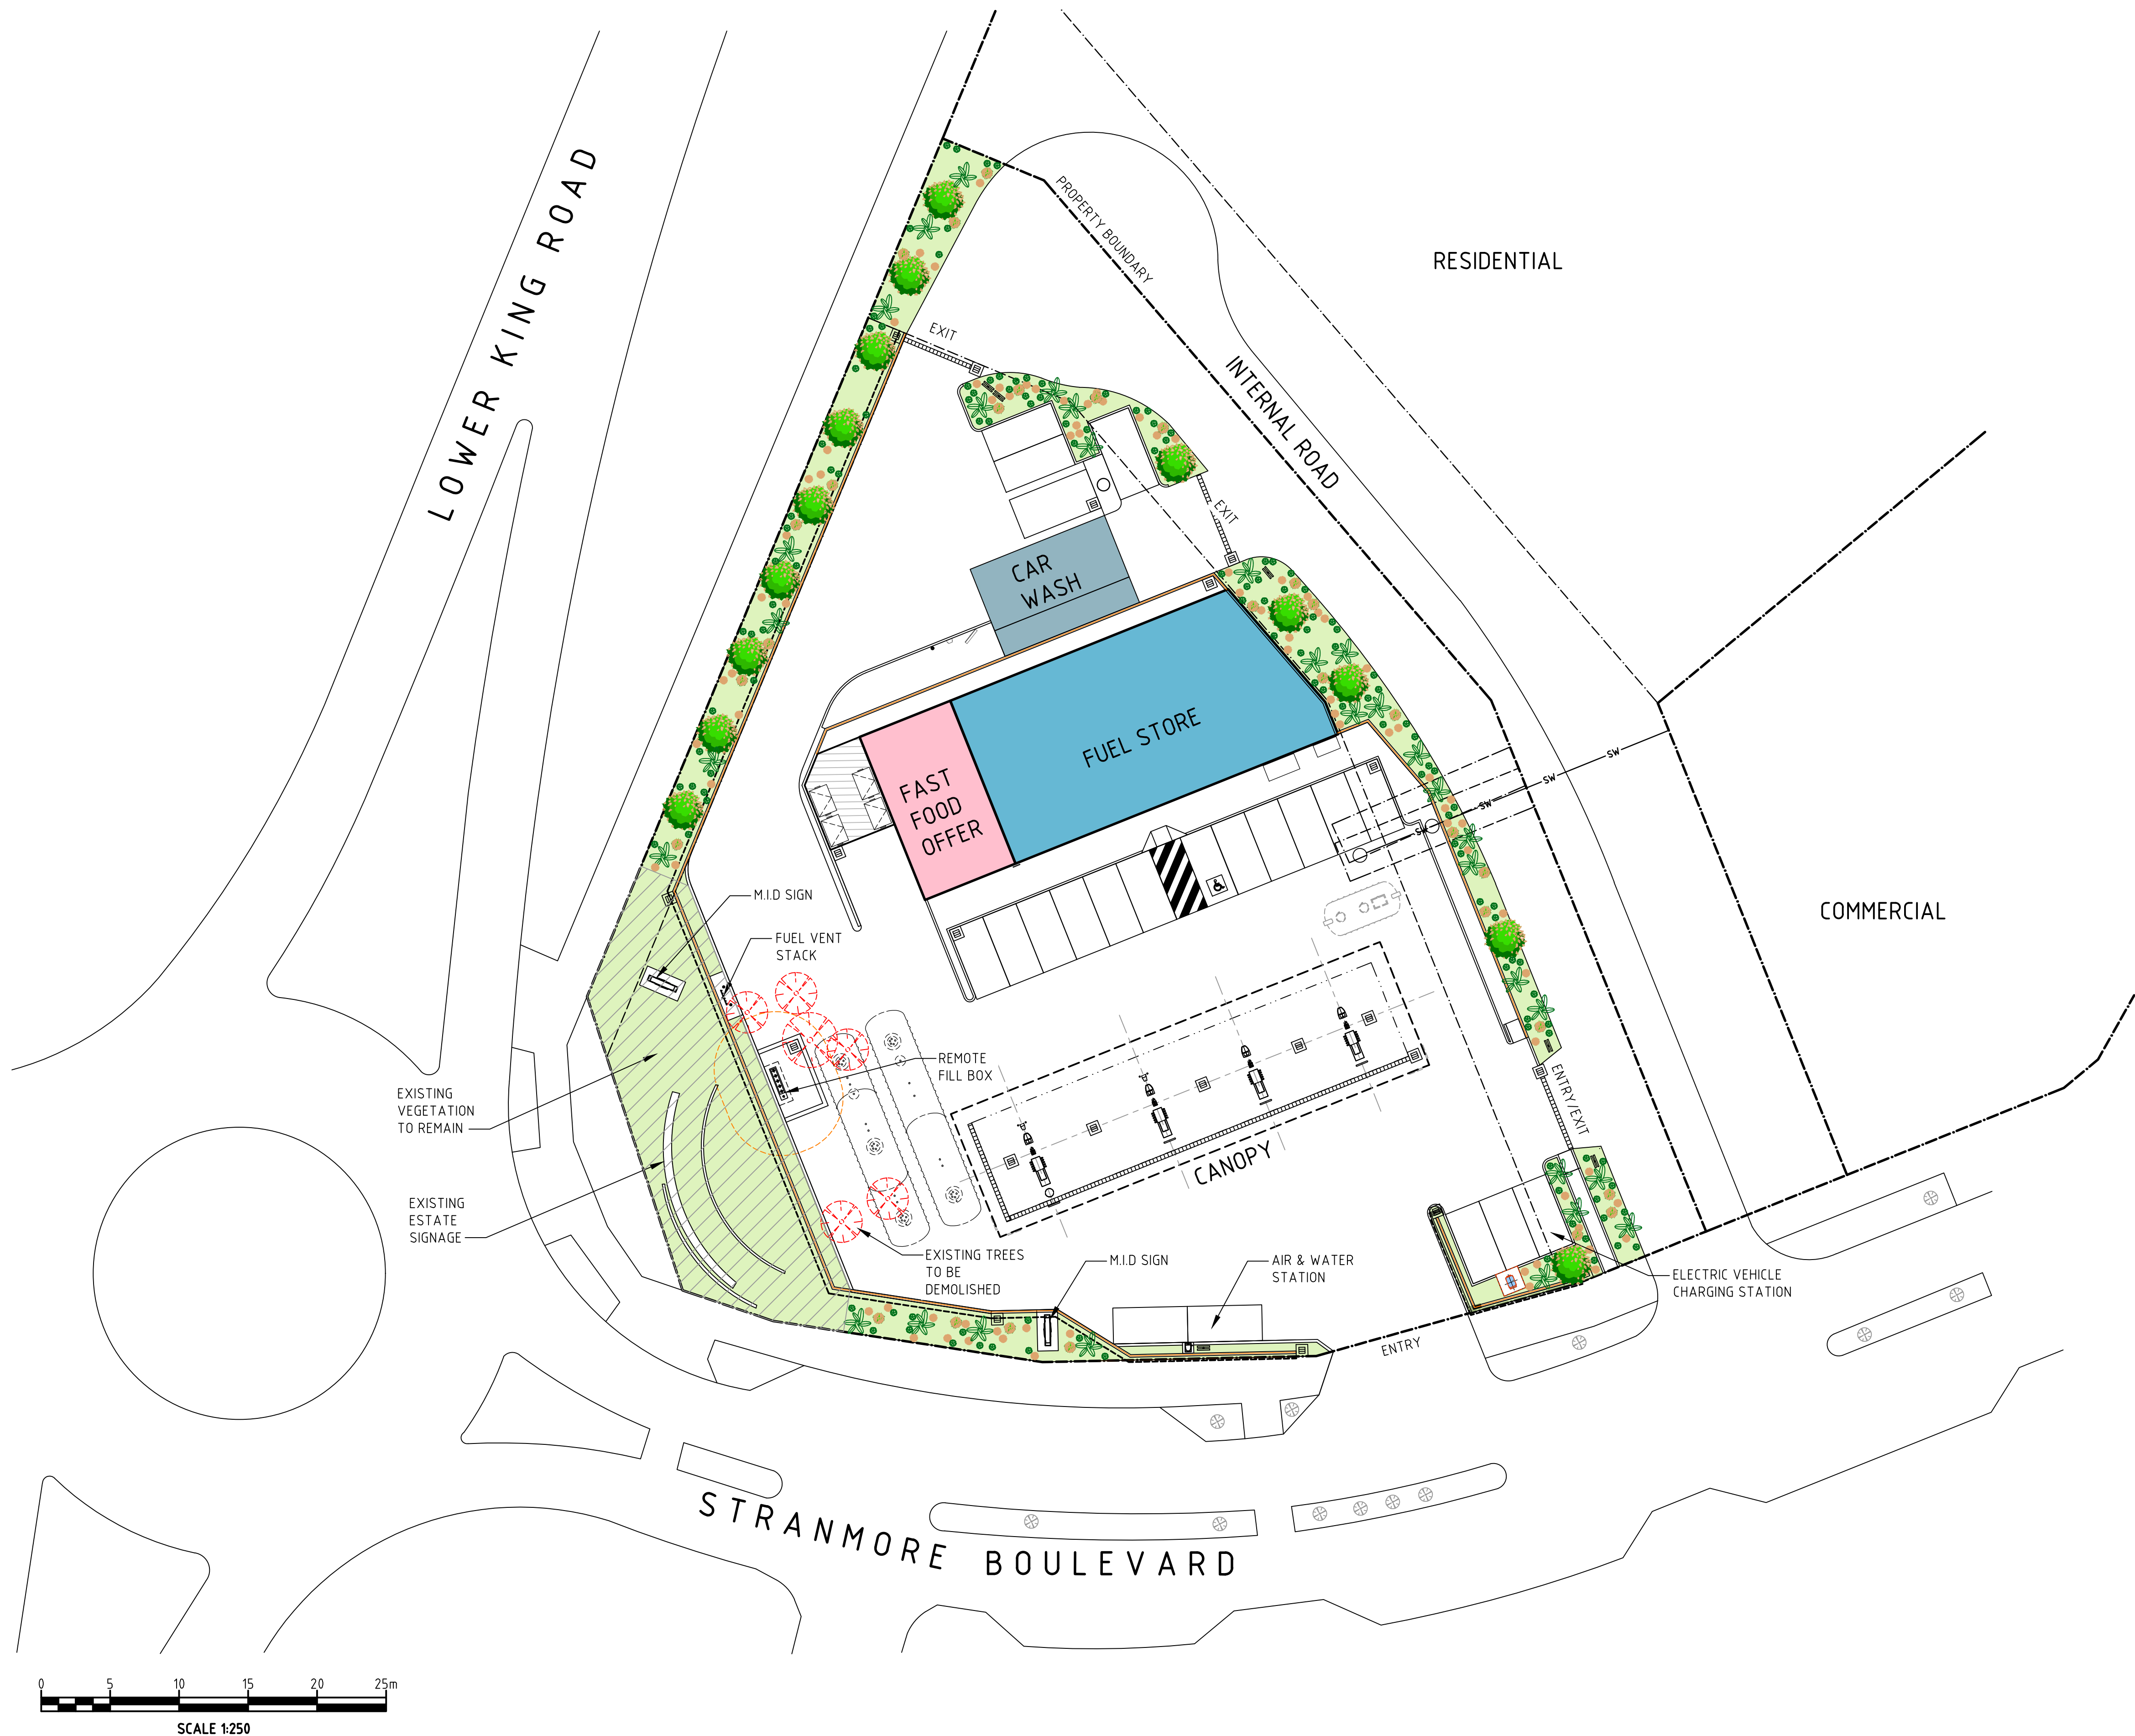 LOWER KING ROAD
PROPERTY BOUNDARY
RESIDENTIAL
EXIT
INTERNAL ROAD
EXIT
CAR
WASH
FUEL STORE
FAST
FOOD
OFFER
SW
SW
SW
SW
COMMERCIAL
M.I.D SIGN
FUEL VENT
STACK
REMOTE
FILL BOX
EXISTING
VEGETATION
TO REMAIN
ENTRY/EXIT
CANOPY
EXISTING
ESTATE
SIGNAGE
EXISTING TREES
TO BE
DEMOLISHED
M.I.D SIGN
AIR & WATER
STATION
ELECTRIC VEHICLE
CHARGING STATION
ENTRY
STRANMORE BOULEVARD
0 5 10 15 20 25m
SCALE 1:250